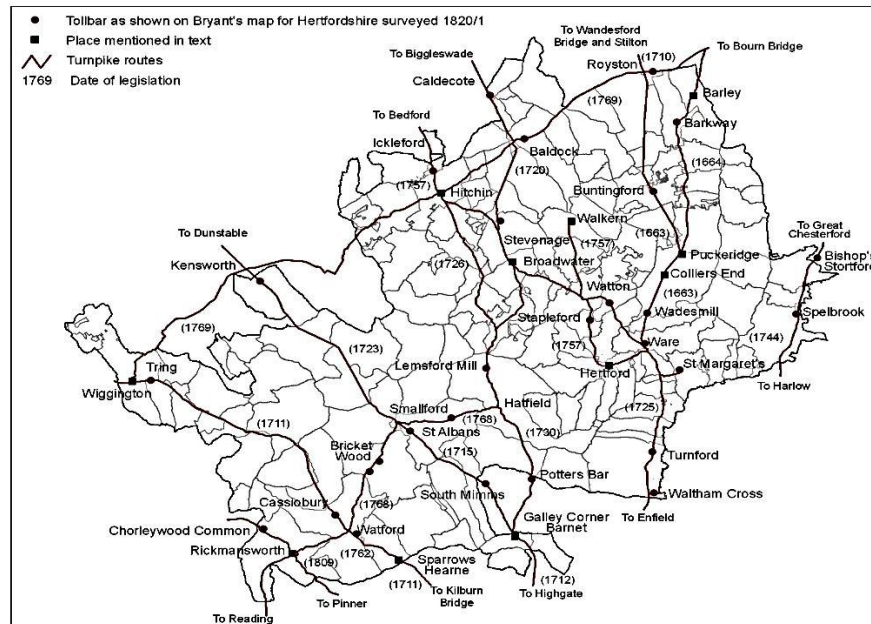 Tollbar as shown on Bryant's map for Hertfordshire surveyed 1820/1
Place mentioned in text
Turnpike routes
1769 Date of legislation
To Wandesford
Bridge and Stilton
(1710)
To Bourn Bridge
To Biggleswade
Royston
Caldecote
Barley
(1769)
To Bedford
Barkway
Ickleford
Baldock
(1720)
(1664)
(1757)
Hitchin
Buntingford
Walkern
To Great
Chesterford
To Dunstable
Stevenage
(1757)
(1663)
Puckeridge
Bishop's
Stortford
Kensworth
(1726)
Broadwater
Colliers End
Watton
(1663)
Stapleford
Wadesmill
Spelbrook
(1769)
(1723)
(1757)
Ware
(1744)
Lemsford Mill
St Margaret's
Tring
Hertford
To Harlow
Wiggington
Hatfield
(1725)
Smallford
(1768)
(1711)
St Albans
(1730)
Bricket
Wood
(1715)
Turnford
Potters Bar
South Mimms
Cassiobury
(1768)
Waltham Cross
Chorleywood Common
Watford
Galley Corner
Barnet
To Enfield
Rickmansworth
(1762)
Sparrows
Hearne
(1809)
(1711)
To Kilburn
Bridge
(1712)
To Highgate
To Pinner
To Reading